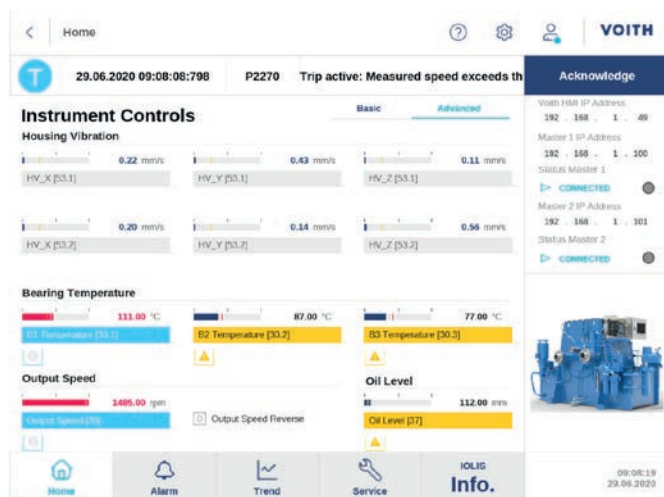 Home
VOITH
T
29.06.2020 09:08:08:798 P2270 Trip active: Measured speed exceeds th
Acknowledge
Instrument Controls
Basic
Advanced
Housing Vibration
0.22 mm/s
0.43 mm/s
0.11 mm/s
HV_X [53.1]
HV_Y [53.1]
HV_Z [53.1]
0.20 mm/s
0.14 mm/s
0.56 mm/s
HV_X [53.2]
HV_Y [53.2]
HV_Z [53.2]
Bearing Temperature
111.00 °C
87.00 °C
77.00 °C
B1 Temperature [30.1]
B2 Temperature [30.2]
B3 Temperature [30.3]
Output Speed
Oil Level
1485.00 rpm
Output Speed Reverse
112.00 mm
Output Speed [35]
Oil Level [37]
Voith HMI IP Address
192 . 168 . 1 . 49
Master 1 IP Address
192 . 168 . 1 . 100
Status Master 1
CONNECTED
Master 2 IP Address
192 . 168 . 1 . 101
Status Master 2
CONNECTED
Home
Alarm
Trend
Service
IOLIS
Info.
09:08:19
29.06.2020